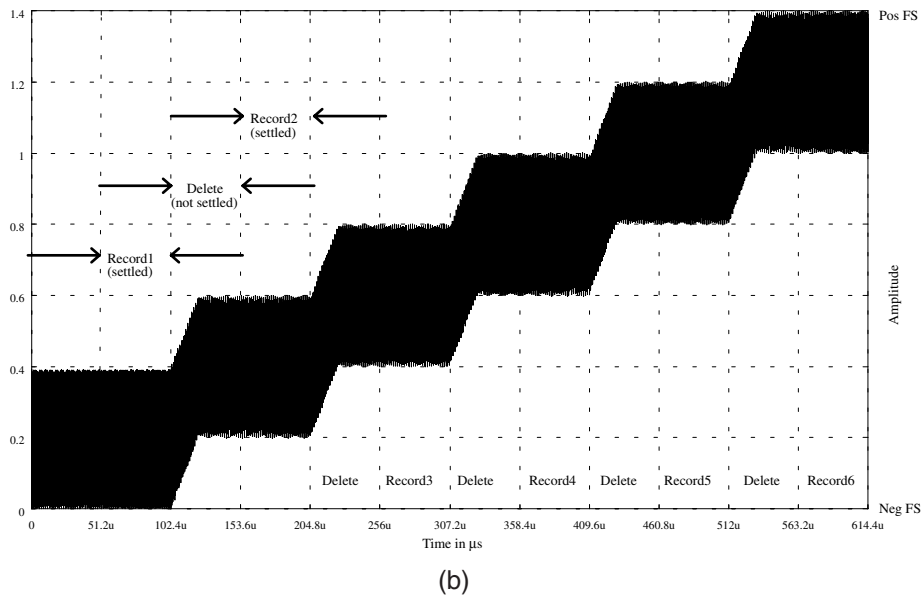 1.4
Pos FS
1.2
Record2
(settled)
1
Delete
(not settled)
0.8
Record1
(settled)
0.6
Amplitude
0.4
0.2
Delete Record3 Delete Record4 Delete Record5 Delete Record6
0
Neg FS
0 51.2u 102.4u 153.6u 204.8u 256u 307.2u 358.4u 409.6u 460.8u 512u 563.2u 614.4u
Time in µs
(b)